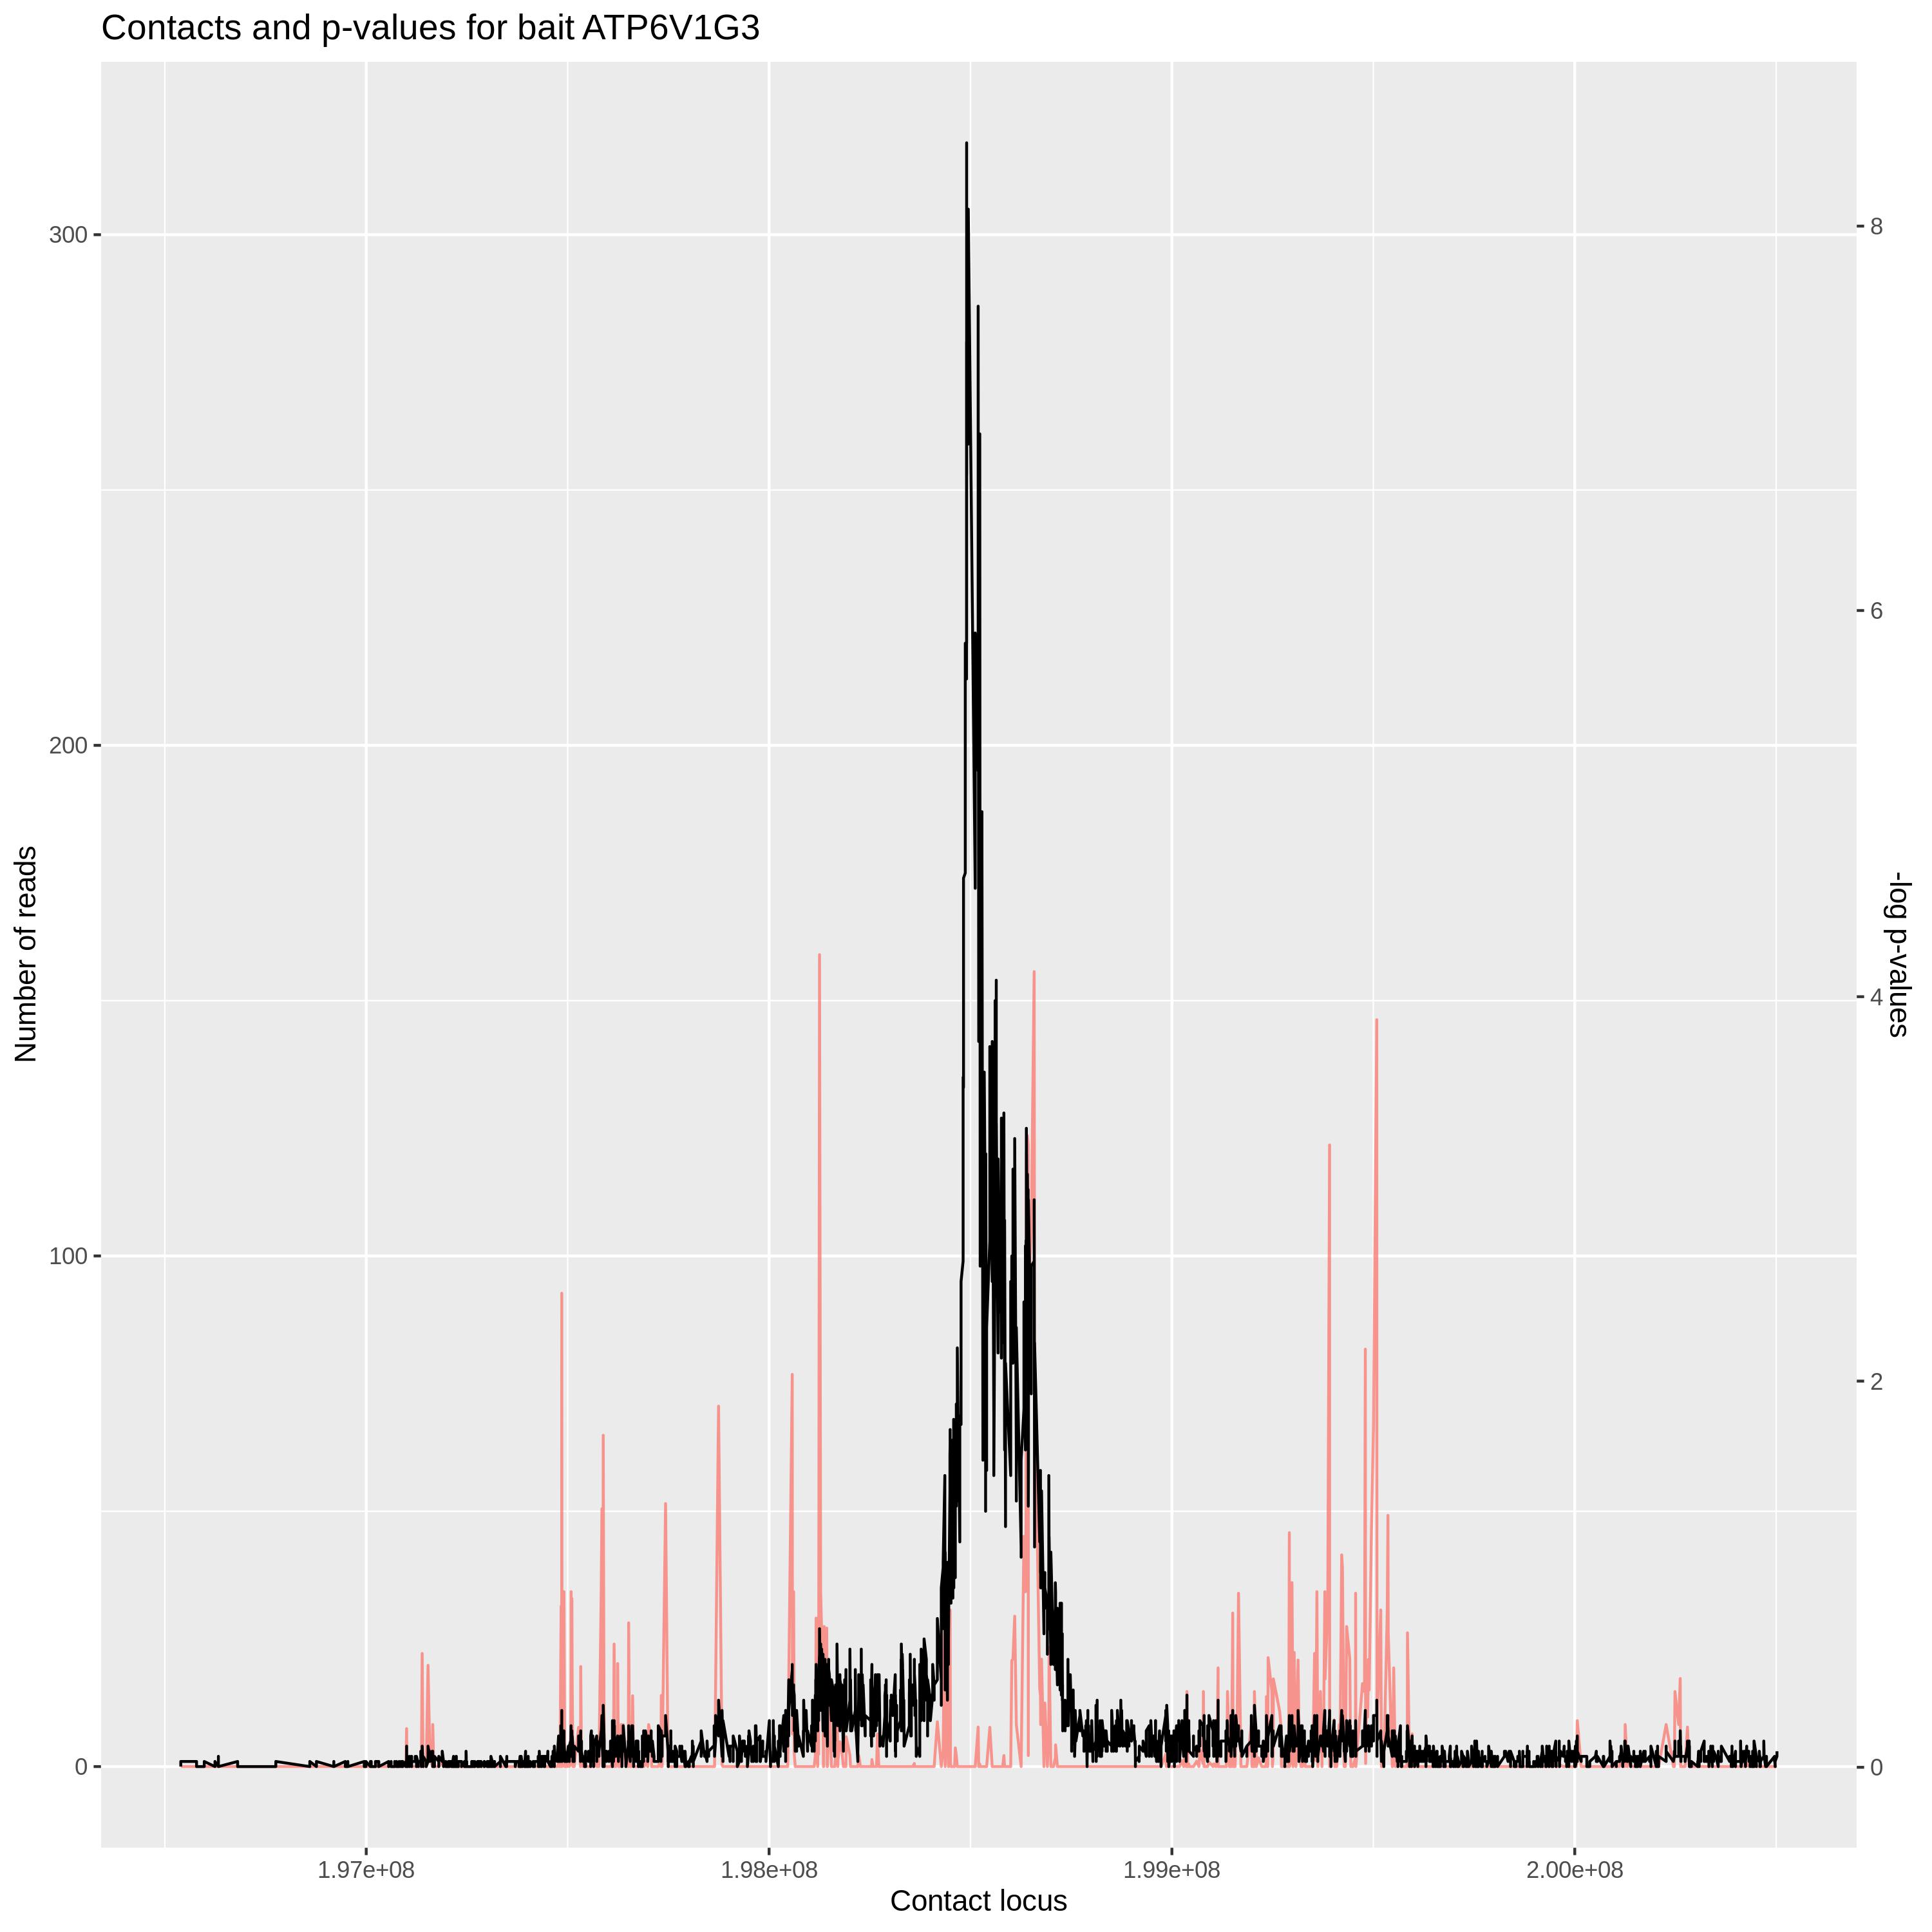 Contacts and p-values for bait ATP6V1G3
300
200
100
0
Number of reads
8
6
4
2
0
-log p-values
1.97e+08
1.98e+08
1.99e+08
2.00e+08
Contact locus